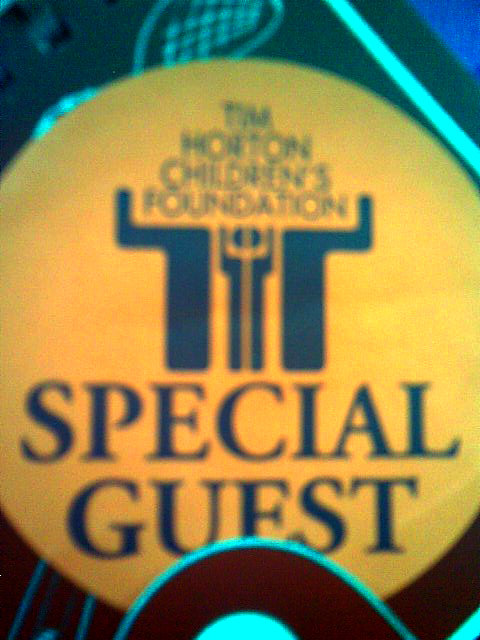 TIM
HORTON
CHILDREN'S
FOUNDATION
SPECIAL
GUEST